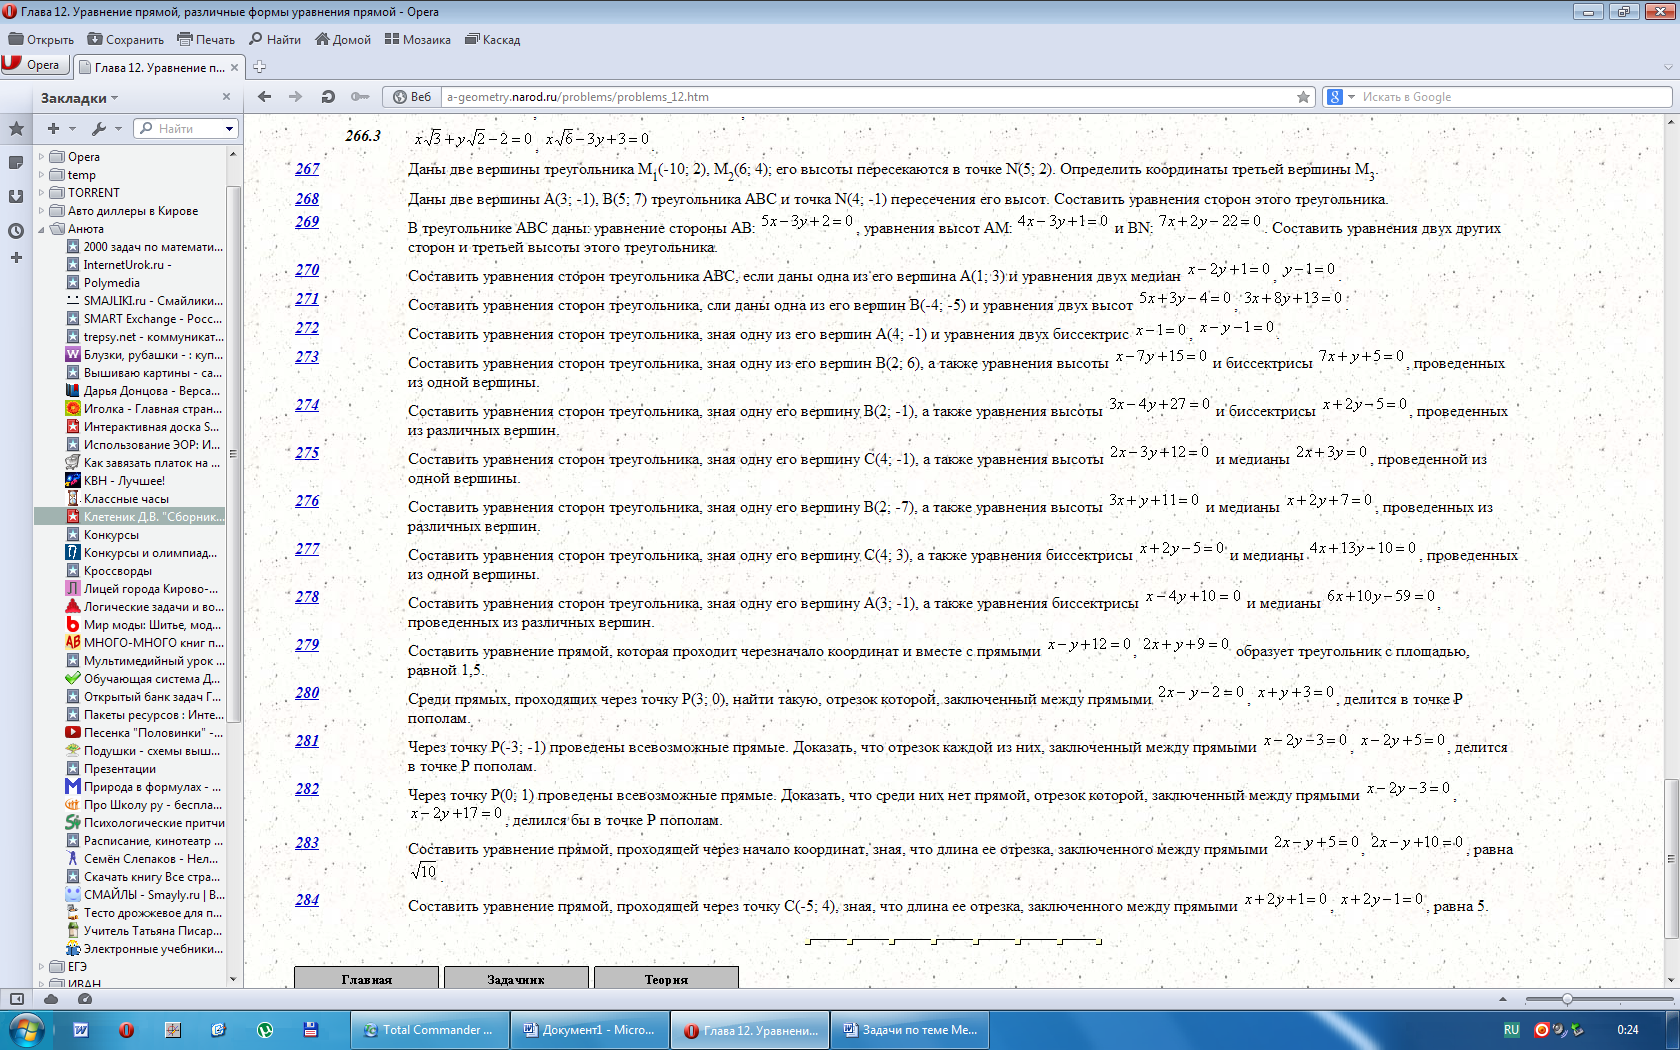 Глава 12. Уравнение прямой, различные формы уравнения прямой - Opera
Открыть Сохранить Печать Найти Домой Мозаика Каскад
Opera Глава 12. Уравнение п...
Закладки Веб a-geometry.narod.ru/problems/problems_12.htm Искать в Google
Найти
Opera
temp
TORRENT
Авто диллеры в Кирове
Анюта
2000 задач по математи...
InternetUrok.ru -
Polymedia
SMAJLIKI.ru - Смайлики...
SMART Exchange - Росс...
trepsy.net - коммуникат...
Блузки, рубашки - : куп...
Вышиваю картины - са...
Дарья Донцова - Верса...
Иголка - Главная стран...
Интерактивная доска S...
Использование ЭОР: И...
Как завязать платок на ...
КВН - Лучшее!
Классные часы
Клетеник Д.В. "Сборник...
Конкурсы
Конкурсы и олимпиад...
Кроссворды
Лицей города Кирово-...
Логические задачи и во...
Мир моды: Шитье, мод...
МНОГО-МНОГО книг п...
Мультимедийный урок ...
Обучающая система Д...
Открытый банк задач Г...
Пакеты ресурсов : Инте...
Песенка "Половинки" -...
Подушки - схемы выш...
Презентации
Природа в формулах - ...
Про Школу ру - беспла...
Психологические притчи
Расписание, кинотеатр ...
Семён Слепаков - Нел...
Скачать книгу Все стра...
СМАЙЛЫ - Smayly.ru | В...
Тесто дрожжевое для п...
Учитель Татьяна Писар...
Электронные учебники...
ЕГЭ
ИВАН
266.3 x√3+y√2−2=0, x√6−3y+3=0.
267 Даны две вершины треугольника M1(-10; 2), M2(6; 4); его высоты пересекаются в точке N(5; 2). Определить координаты третьей вершины M3.
268 Даны две вершины A(3; -1), B(5; 7) треугольника ABC и точка N(4; -1) пересечения его высот. Составить уравнения сторон этого треугольника.
269 В треугольнике ABC даны: уравнение стороны AB: 5x−3y+2=0, уравнения высот AM: 4x−3y+1=0 и BN: 7x+2y−22=0. Составить уравнения двух других
сторон и третьей высоты этого треугольника.
270 Составить уравнения сторон треугольника ABC, если даны одна из его вершина A(1; 3) и уравнения двух медиан x−2y+1=0, y−1=0.
271 Составить уравнения сторон треугольника, сли даны одна из его вершин B(-4; -5) и уравнения двух высот 5x+3y−4=0, 3x+8y+13=0.
272 Составить уравнения сторон треугольника, зная одну из его вершин A(4; -1) и уравнения двух биссектрис x−1=0, x−y−1=0.
273 Составить уравнения сторон треугольника, зная одну из его вершин B(2; 6), а также уравнения высоты x−7y+15=0 и биссектрисы 7x+y+5=0, проведенных
из одной вершины.
274 Составить уравнения сторон треугольника, зная одну его вершину B(2; -1), а также уравнения высоты 3x−4y+27=0 и биссектрисы x+2y−5=0, проведенных
из различных вершин.
275 Составить уравнения сторон треугольника, зная одну его вершину C(4; -1), а также уравнения высоты 2x−3y+12=0 и медианы 2x+3y=0, проведенной из
одной вершины.
276 Составить уравнения сторон треугольника, зная одну его вершину B(2; -7), а также уравнения высоты 3x+y+11=0 и медианы x+2y+7=0, проведенных из
различных вершин.
277 Составить уравнения сторон треугольника, зная одну его вершину C(4; 3), а также уравнения биссектрисы x+2y−5=0 и медианы 4x+13y−10=0, проведенных
из одной вершины.
278 Составить уравнения сторон треугольника, зная одну его вершину A(3; -1), а также уравнения биссектрисы x−4y+10=0 и медианы 6x+10y−59=0,
проведенных из различных вершин.
279 Составить уравнение прямой, которая проходит черезначало координат и вместе с прямыми x−y+12=0, 2x+y+9=0 образует треугольник с площадью,
равной 1,5.
280 Среди прямых, проходящих через точку P(3; 0), найти такую, отрезок которой, заключенный между прямыми 2x−y−2=0, x+y+3=0, делится в точке P
пополам.
281 Через точку P(-3; -1) проведены всевозможные прямые. Доказать, что отрезок каждой из них, заключенный между прямыми x−2y−3=0, x−2y+5=0, делится
в точке P пополам.
282 Через точку P(0; 1) проведены всевозможные прямые. Доказать, что среди них нет прямой, отрезок которой, заключенный между прямыми x−2y−3=0,
x−2y+17=0, делился бы в точке P пополам.
283 Составить уравнение прямой, проходящей через начало координат, зная, что длина ее отрезка, заключенного между прямыми 2x−y+5=0, 2x−y+10=0, равна
√10.
284 Составить уравнение прямой, проходящей через точку C(-5; 4), зная, что длина ее отрезка, заключенного между прямыми x+2y+1=0, x+2y−1=0, равна 5.
Главная Задачник Теория
Total Commander ... Документ1 - Micro... Глава 12. Уравнени... Задачи по теме Ме... RU 0:24